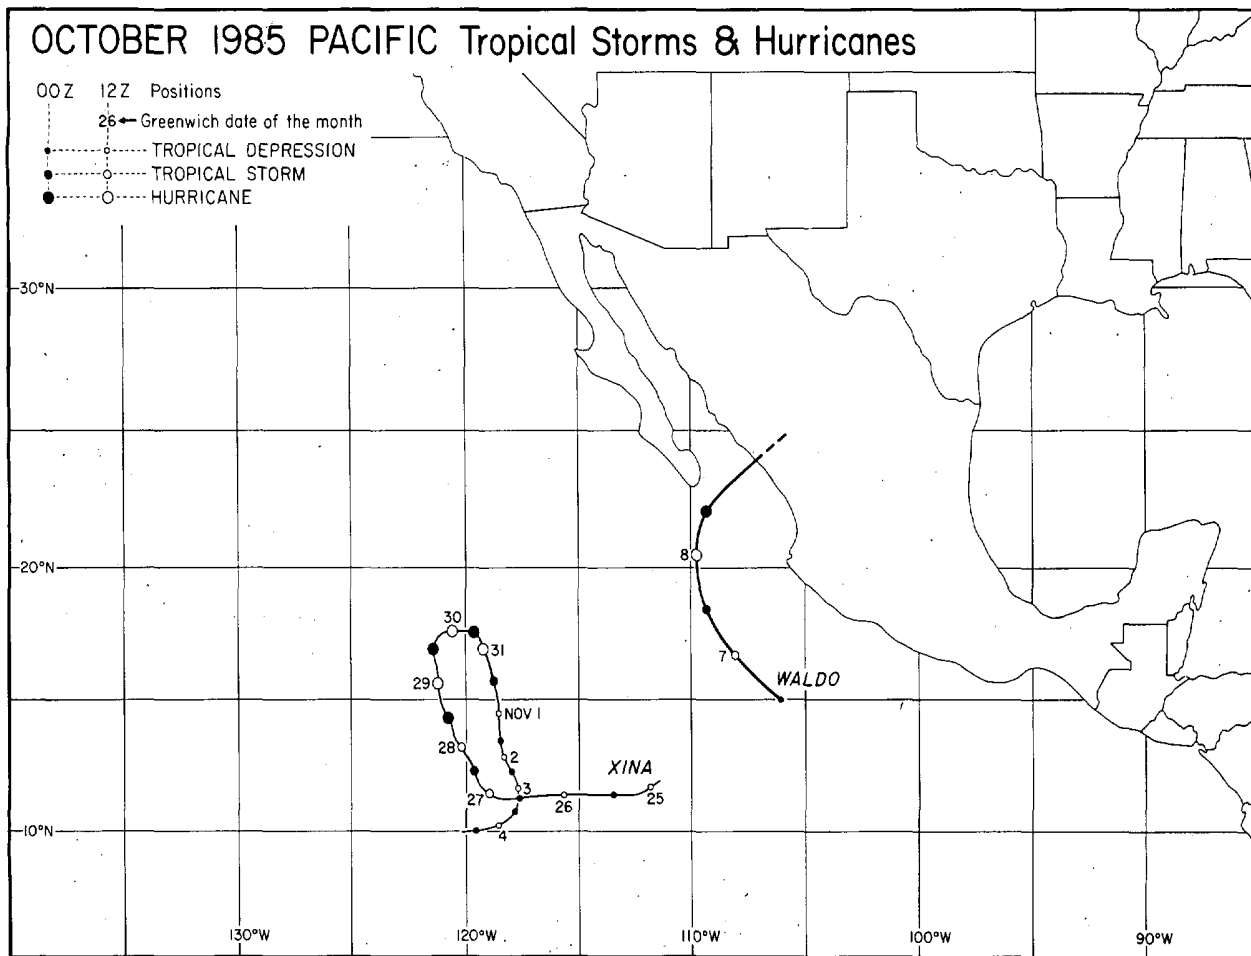 OCTOBER 1985 PACIFIC Tropical Storms & Hurricanes
00Z 12Z Positions
26 Greenwich date of the month
TROPICAL DEPRESSION
TROPICAL STORM
HURRICANE
30°N
20°N
10°N
8
7
WALDO
30
31
29
NOV 1
28
2
XINA
27
3
26
25
4
130°W
120°W
110°W
100°W
90°W